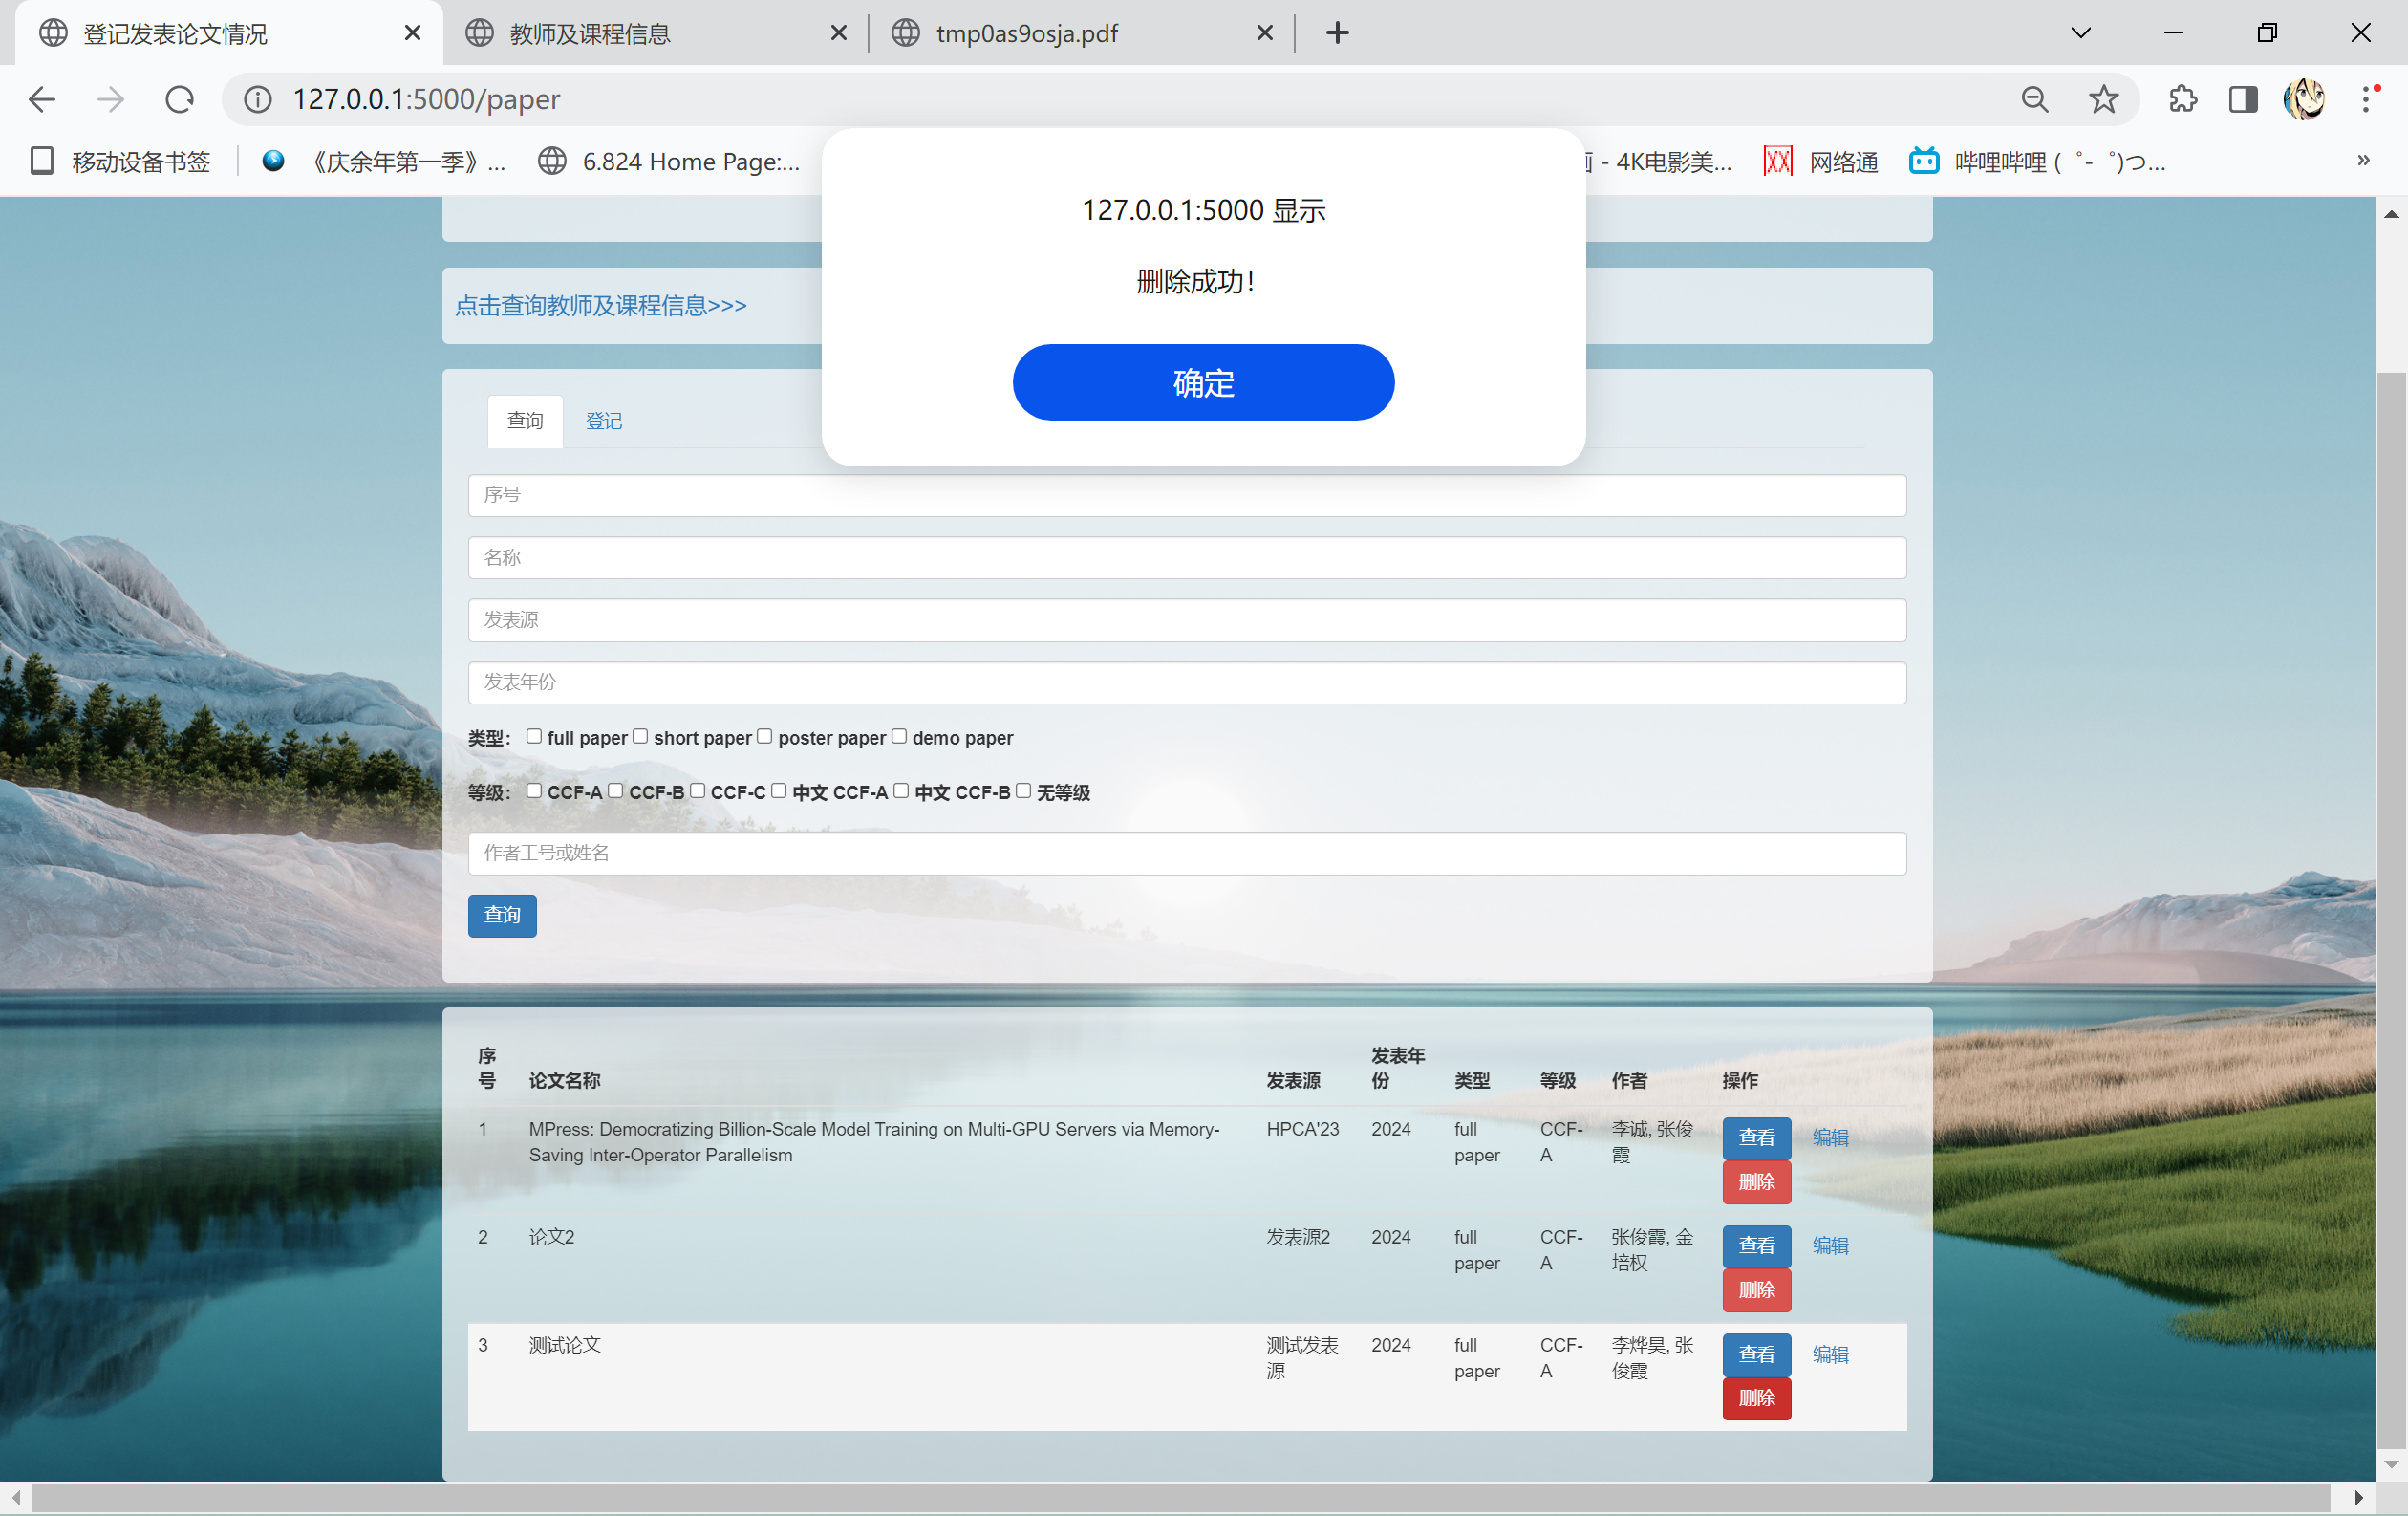 登记发表论文情况
教师及课程信息
tmp0as9osja.pdf
127.0.0.1:5000/paper
移动设备书签
《庆余年第一季》...
6.824 Home Page:...
- 4K电影美...
网络通
哔哩哔哩 (゜-゜)つ...
»
127.0.0.1:5000 显示
删除成功！
确定
点击查询教师及课程信息>>>
查询
登记
序号
名称
发表源
发表年份
类型： full paper short paper poster paper demo paper
等级： CCF-A CCF-B CCF-C 中文 CCF-A 中文 CCF-B 无等级
作者工号或姓名
查询
序
号
论文名称
发表源
发表年
份
类型
等级
作者
操作
1
MPress: Democratizing Billion-Scale Model Training on Multi-GPU Servers via Memory-
Saving Inter-Operator Parallelism
HPCA'23
2024
full
paper
CCF-
A
李诚, 张俊
霞
查看
编辑
删除
2
论文2
发表源2
2024
full
paper
CCF-
A
张俊霞, 金
培权
查看
编辑
删除
3
测试论文
测试发表
源
2024
full
paper
CCF-
A
李烨昊, 张
俊霞
查看
编辑
删除